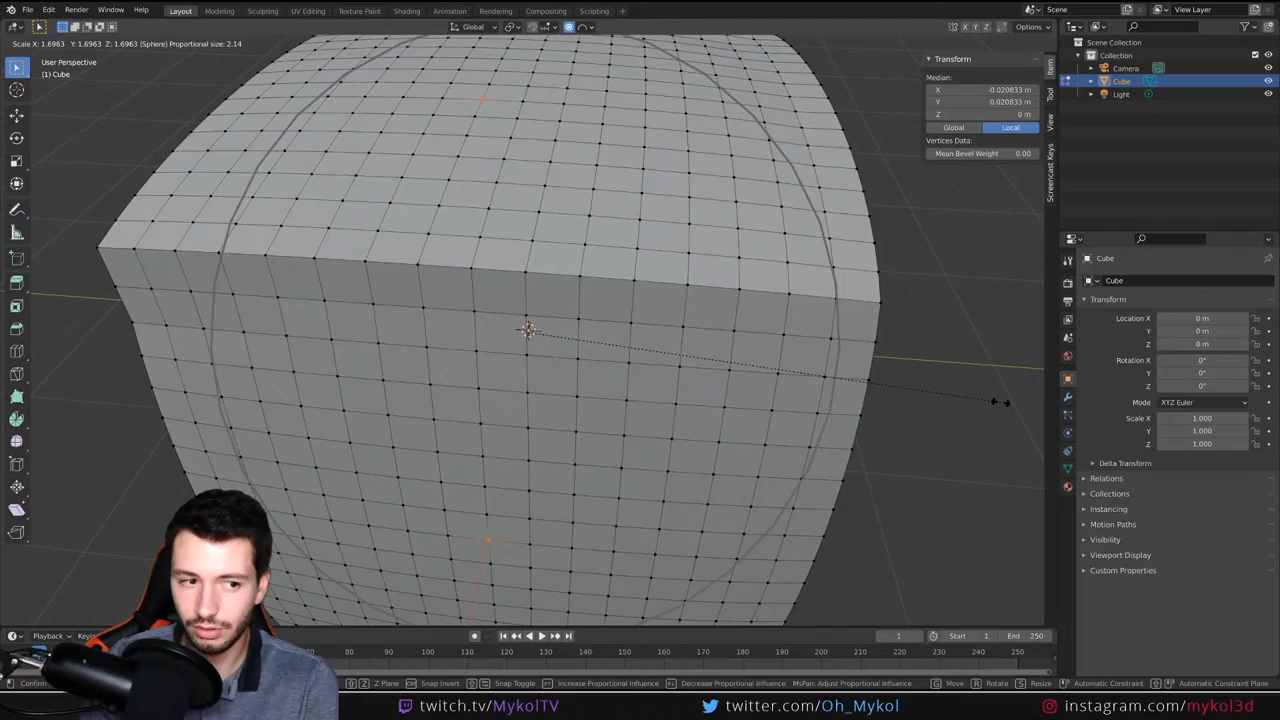 File Edit Render Window Help Layout Modeling Sculpting UV Editing Texture Paint Shading Animation Rendering Compositing Scripting Scene View Layer
Global Options
Scale X: 1.6963 Y: 1.6963 Z: 1.6963 (Sphere) Proportional size: 2.14
User Perspective
(1) Cube
Transform
Median:
X -0.020833 m
Y 0.020833 m
Z 0 m
Global Local
Vertices Data:
Mean Bevel Weight 0.00
Item
Tool
View
Screencast Keys
Scene Collection
Collection
Camera
Cube
Light
Cube
Cube
Transform
Location X 0 m
Y 0 m
Z 0 m
Rotation X 0°
Y 0°
Z 0°
Mode XYZ Euler
Scale X 1.000
Y 1.000
Z 1.000
Delta Transform
Relations
Collections
Instancing
Motion Paths
Visibility
Viewport Display
Custom Properties
Playback 1 Start 1 End 250
110 120 130 140 150 160 170 180 190 200 210 220 230 240 250
Confirm Z Plane Snap Invert Snap Toggle Increase Proportional Influence Decrease Proportional Influence MsPan: Adjust Proportional Influence G Move R Rotate S Resize Automatic Constraint Automatic Constraint Plane
twitch.tv/MykolTV twitter.com/Oh_Mykol instagram.com/mykol3d